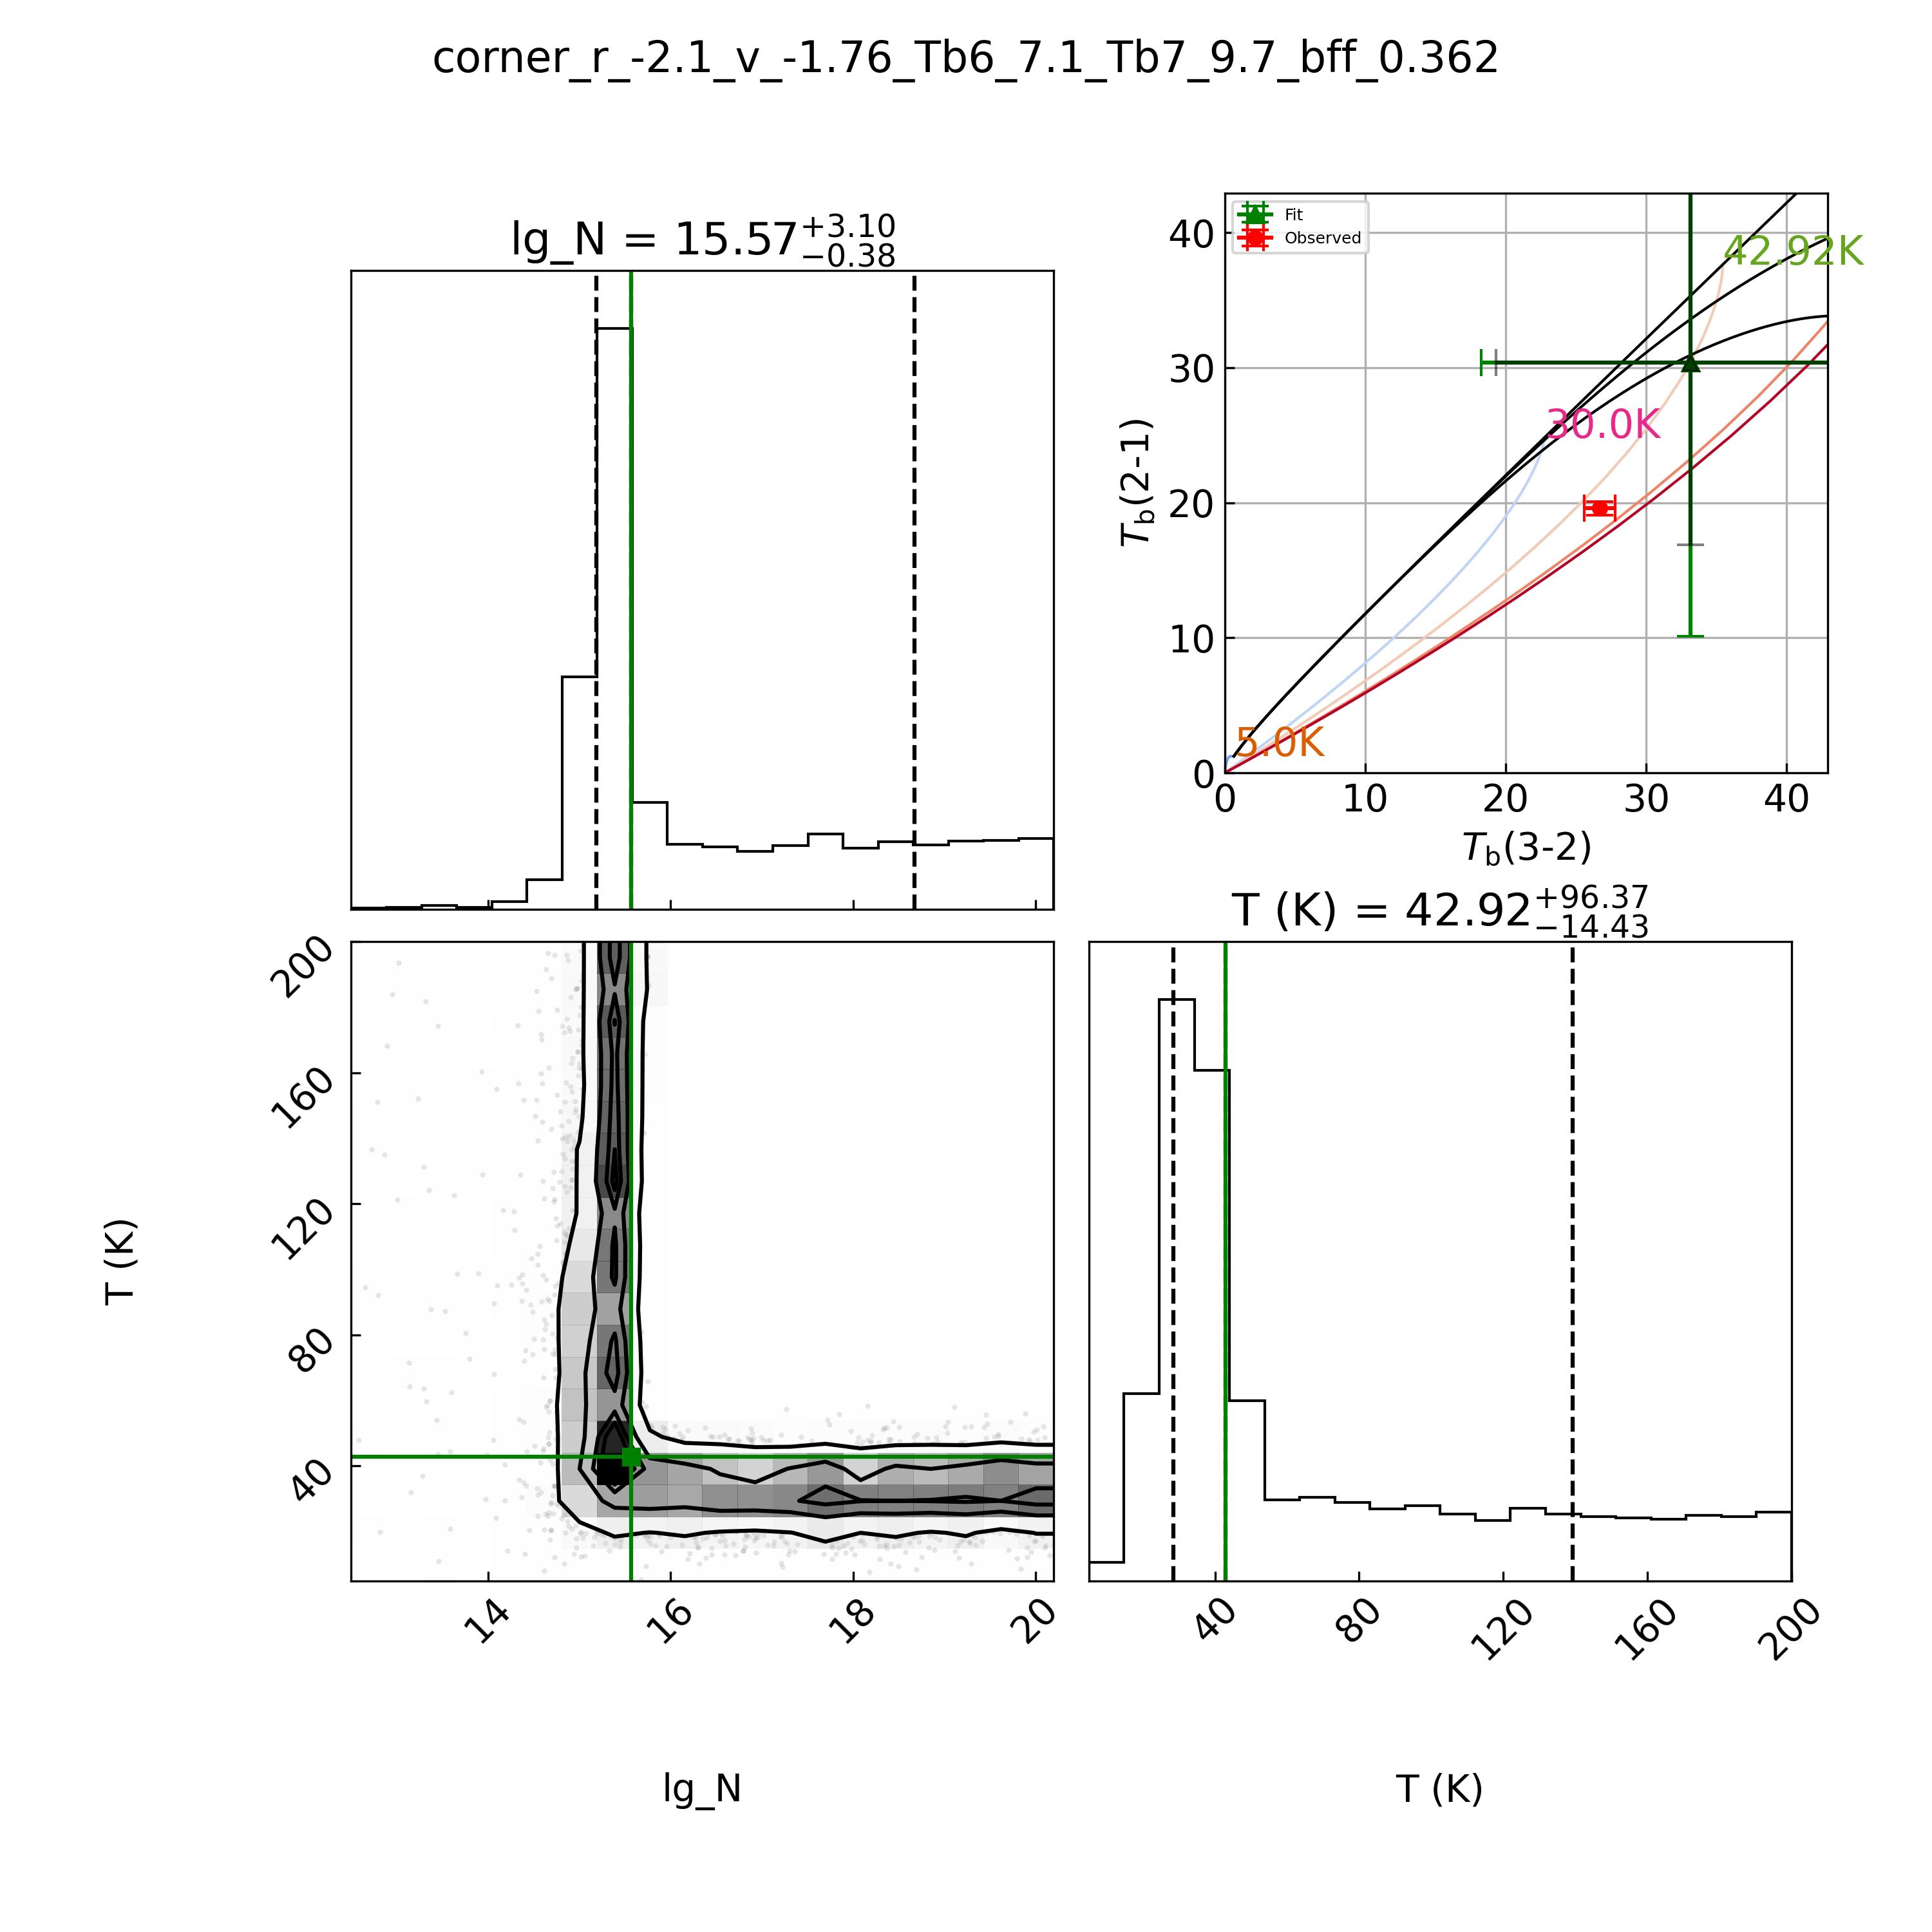 corner_r_-2.1_v_-1.76_Tb6_7.1_Tb7_9.7_bff_0.362
lg_N = 15.57 +3.10 −0.38
Fit
Observed
42.92K
30.0K
5.0K
40
30
20
10
0
0 10 20 30 40
T_b(2-1)
T_b(3-2)
T (K) = 42.92 +96.37 −14.43
200
160
120
80
40
T (K)
14 16 18 20
lg_N
40 80 120 160 200
T (K)